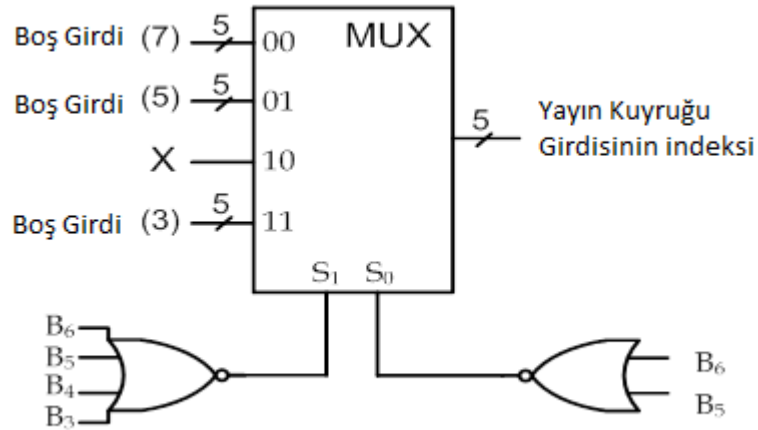 Boş Girdi (7) 5 00 MUX
Boş Girdi (5) 5 01
5 Yayın Kuyruğu
Girdisinin indeksi
X 10
Boş Girdi (3) 5 11
S₁ S₀
B₆
B₅
B₄
B₃
B₆
B₅